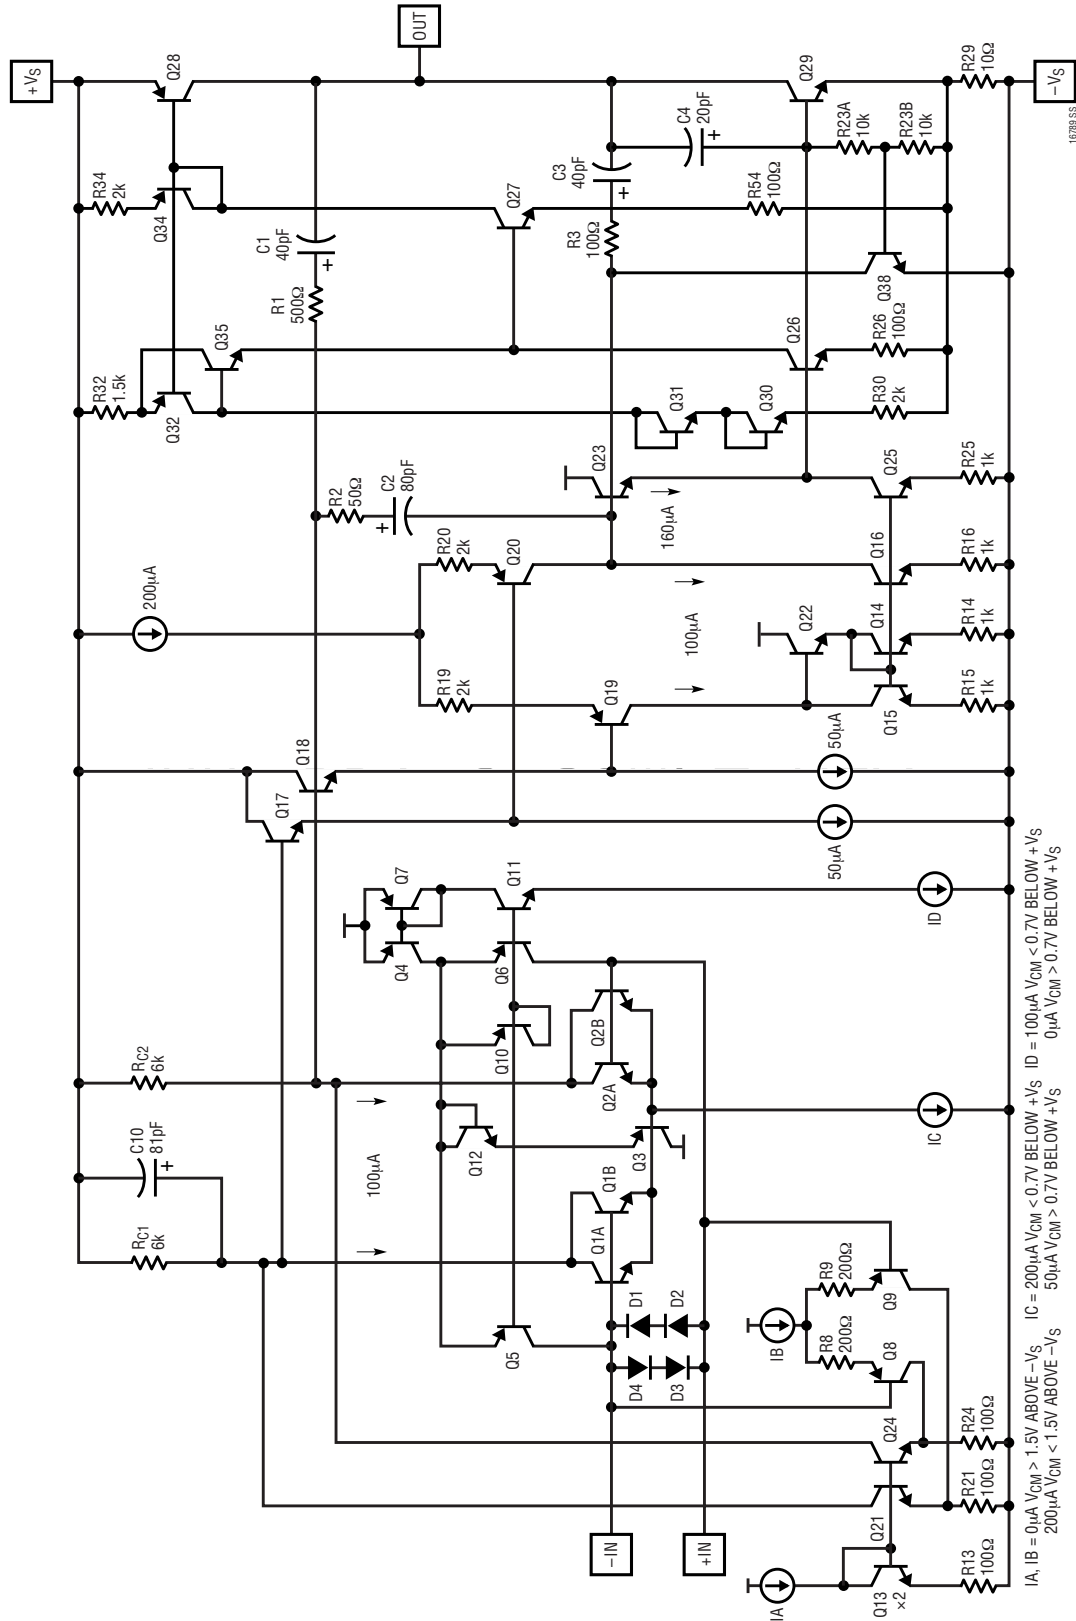 +VS
R34
2k
Q28
Q34
R32
1.5k
Q32
Q35
C1
40pF
R1
500Ω
OUT
200µA
R2
50Ω
C2
80pF
R20
2k
R19
2k
Q20
Q19
100µA
160µA
Q23
Q31
Q30
Q27
C3
40pF
R3
100Ω
C4
20pF
R54
100Ω
Q26
R26
100Ω
R30
2k
Q38
Q29
R23A
10k
R23B
10k
R29
10Ω
–VS
Q22
Q15
Q14
Q16
Q25
R15
1k
R14
1k
R16
1k
R25
1k
Q17
Q18
50µA
50µA
RC1
6k
C10
81pF
RC2
6k
100µA
Q4
Q7
Q5
Q12
Q10
Q6
Q11
Q1A
Q1B
Q3
Q2A
Q2B
D4
D1
D3
D2
–IN
+IN
IA
IB
IC
ID
R8
200Ω
R9
200Ω
Q8
Q9
Q13
×2
Q21
Q24
R13
100Ω
R21
100Ω
R24
100Ω
IA, IB = 0µA VCM > 1.5V ABOVE –VS
200µA VCM < 1.5V ABOVE –VS
IC = 200µA VCM < 0.7V BELOW +VS
50µA VCM > 0.7V BELOW +VS
ID = 100µA VCM < 0.7V BELOW +VS
0µA VCM > 0.7V BELOW +VS
16789 SS
+
+
+
+
+